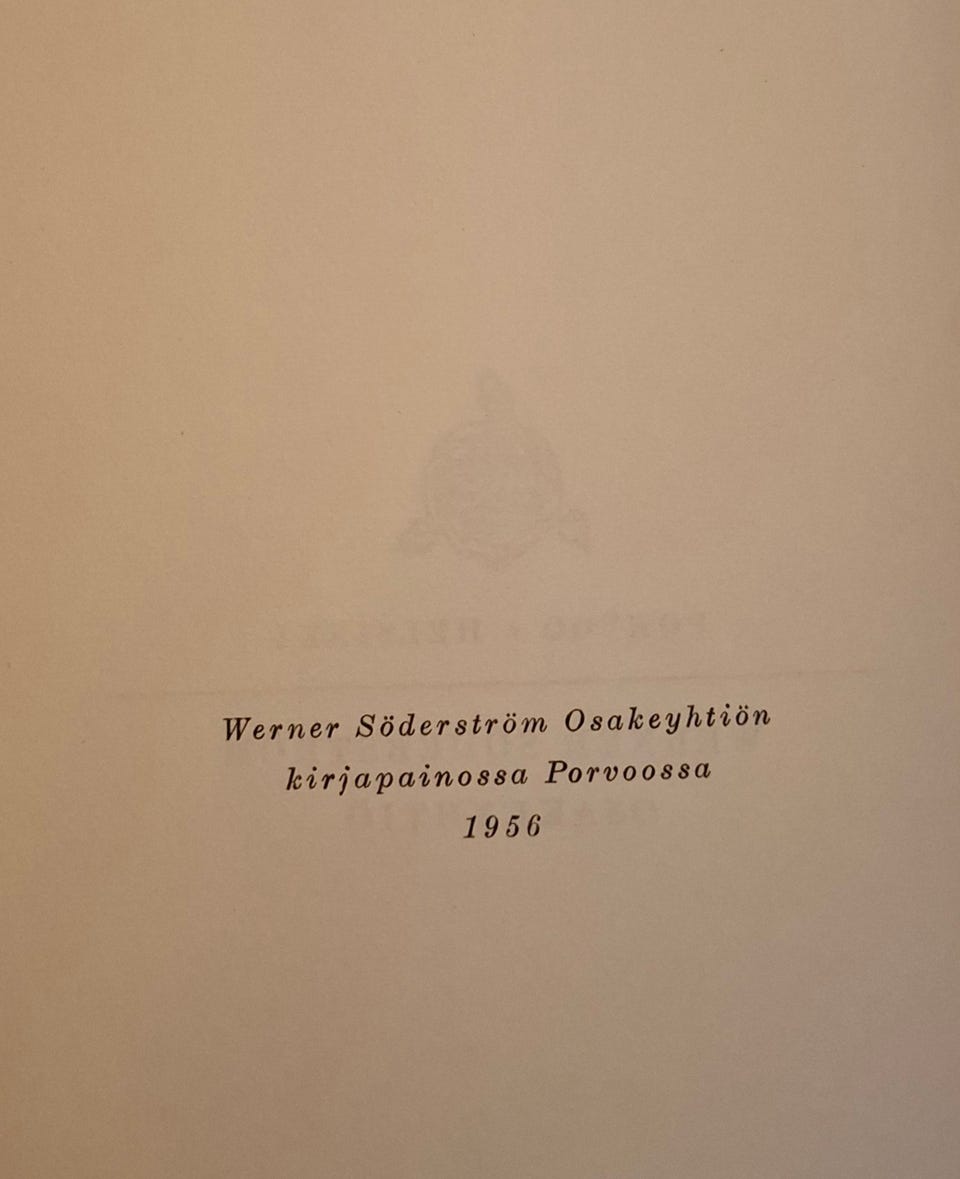 Werner Söderström Osakeyhtiön
kirjapainossa Porvoossa
1956